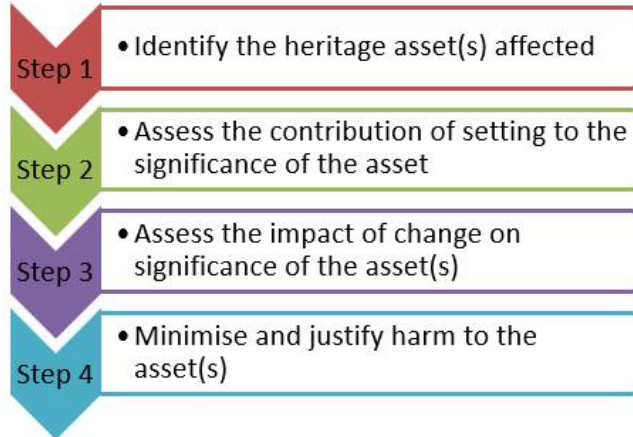 Step 1
• Identify the heritage asset(s) affected
Step 2
• Assess the contribution of setting to the
significance of the asset
Step 3
• Assess the impact of change on
significance of the asset(s)
Step 4
• Minimise and justify harm to the
asset(s)